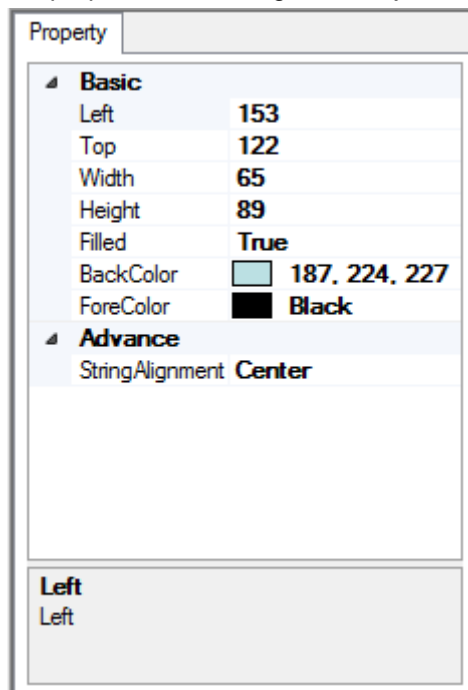 Property
Basic
Left 153
Top 122
Width 65
Height 89
Filled True
BackColor 187, 224, 227
ForeColor Black
Advance
StringAlignment Center
Left
Left